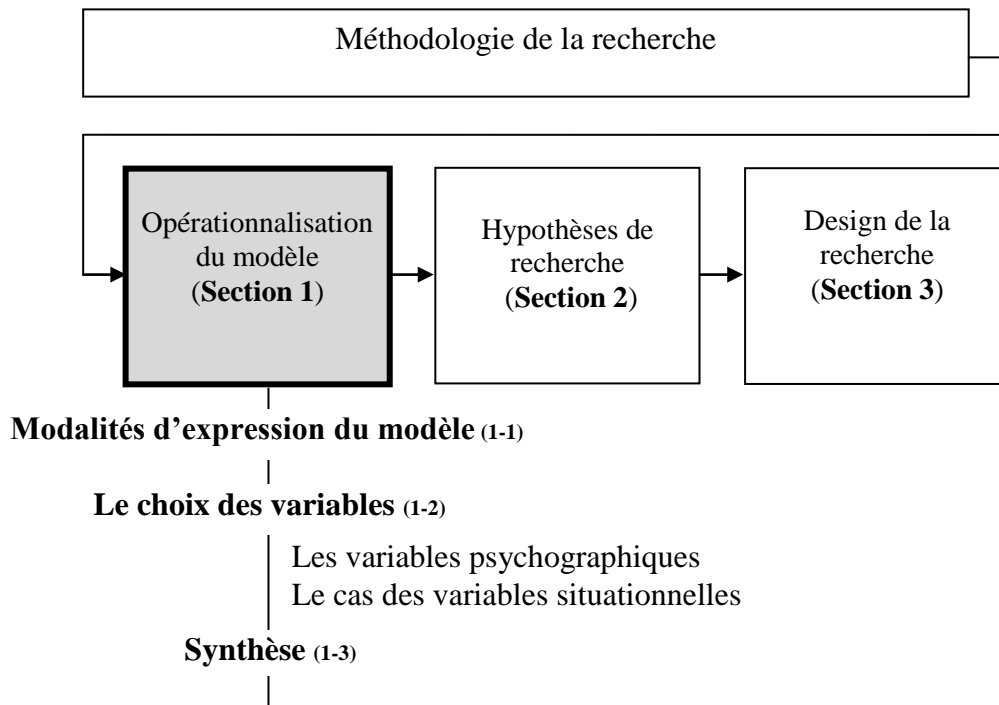 Méthodologie de la recherche
Opérationnalisation
du modèle
(Section 1)
Hypothèses de
recherche
(Section 2)
Design de la
recherche
(Section 3)
Modalités d’expression du modèle (1-1)
Le choix des variables (1-2)
Les variables psychographiques
Le cas des variables situationnelles
Synthèse (1-3)